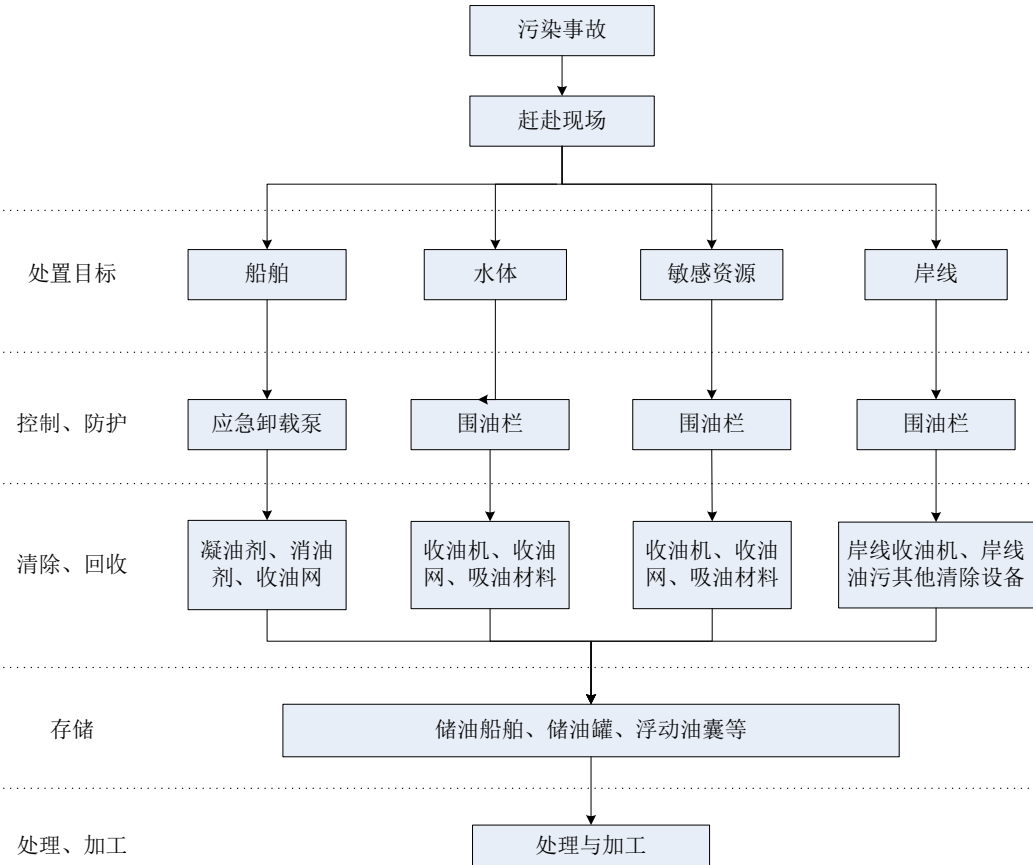 污染事故
赶赴现场
处置目标
船舶
水体
敏感资源
岸线
控制、防护
应急卸载泵
围油栏
围油栏
围油栏
清除、回收
凝油剂、消油
剂、收油网
收油机、收油
网、吸油材料
收油机、收油
网、吸油材料
岸线收油机、岸线
油污其他清除设备
存储
储油船舶、储油罐、浮动油囊等
处理、加工
处理与加工